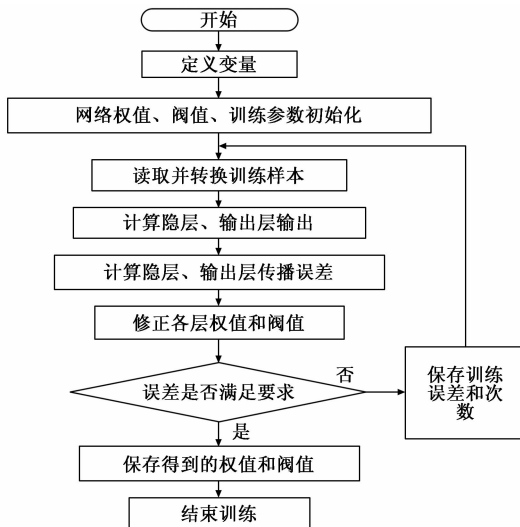 开始
定义变量
网络权值、阀值、训练参数初始化
读取并转换训练样本
计算隐层、输出层输出
计算隐层、输出层传播误差
修正各层权值和阀值
误差是否满足要求
否
保存训练
误差和次
数
是
保存得到的权值和阀值
结束训练